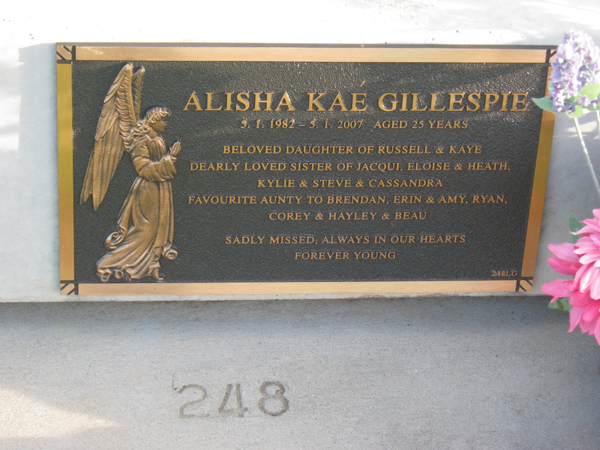 ALISHA KAE GILLESPIE
5. 1. 1982 – 5. 1. 2007 AGED 25 YEARS
BELOVED DAUGHTER OF RUSSELL & KAYE
DEARLY LOVED SISTER OF JACQUI, ELOISE & HEATH,
KYLIE & STEVE & CASSANDRA
FAVOURITE AUNTY TO BRENDAN, ERIN & AMY, RYAN,
COREY & HAYLEY & BEAU
SADLY MISSED, ALWAYS IN OUR HEARTS
FOREVER YOUNG
248LG
248